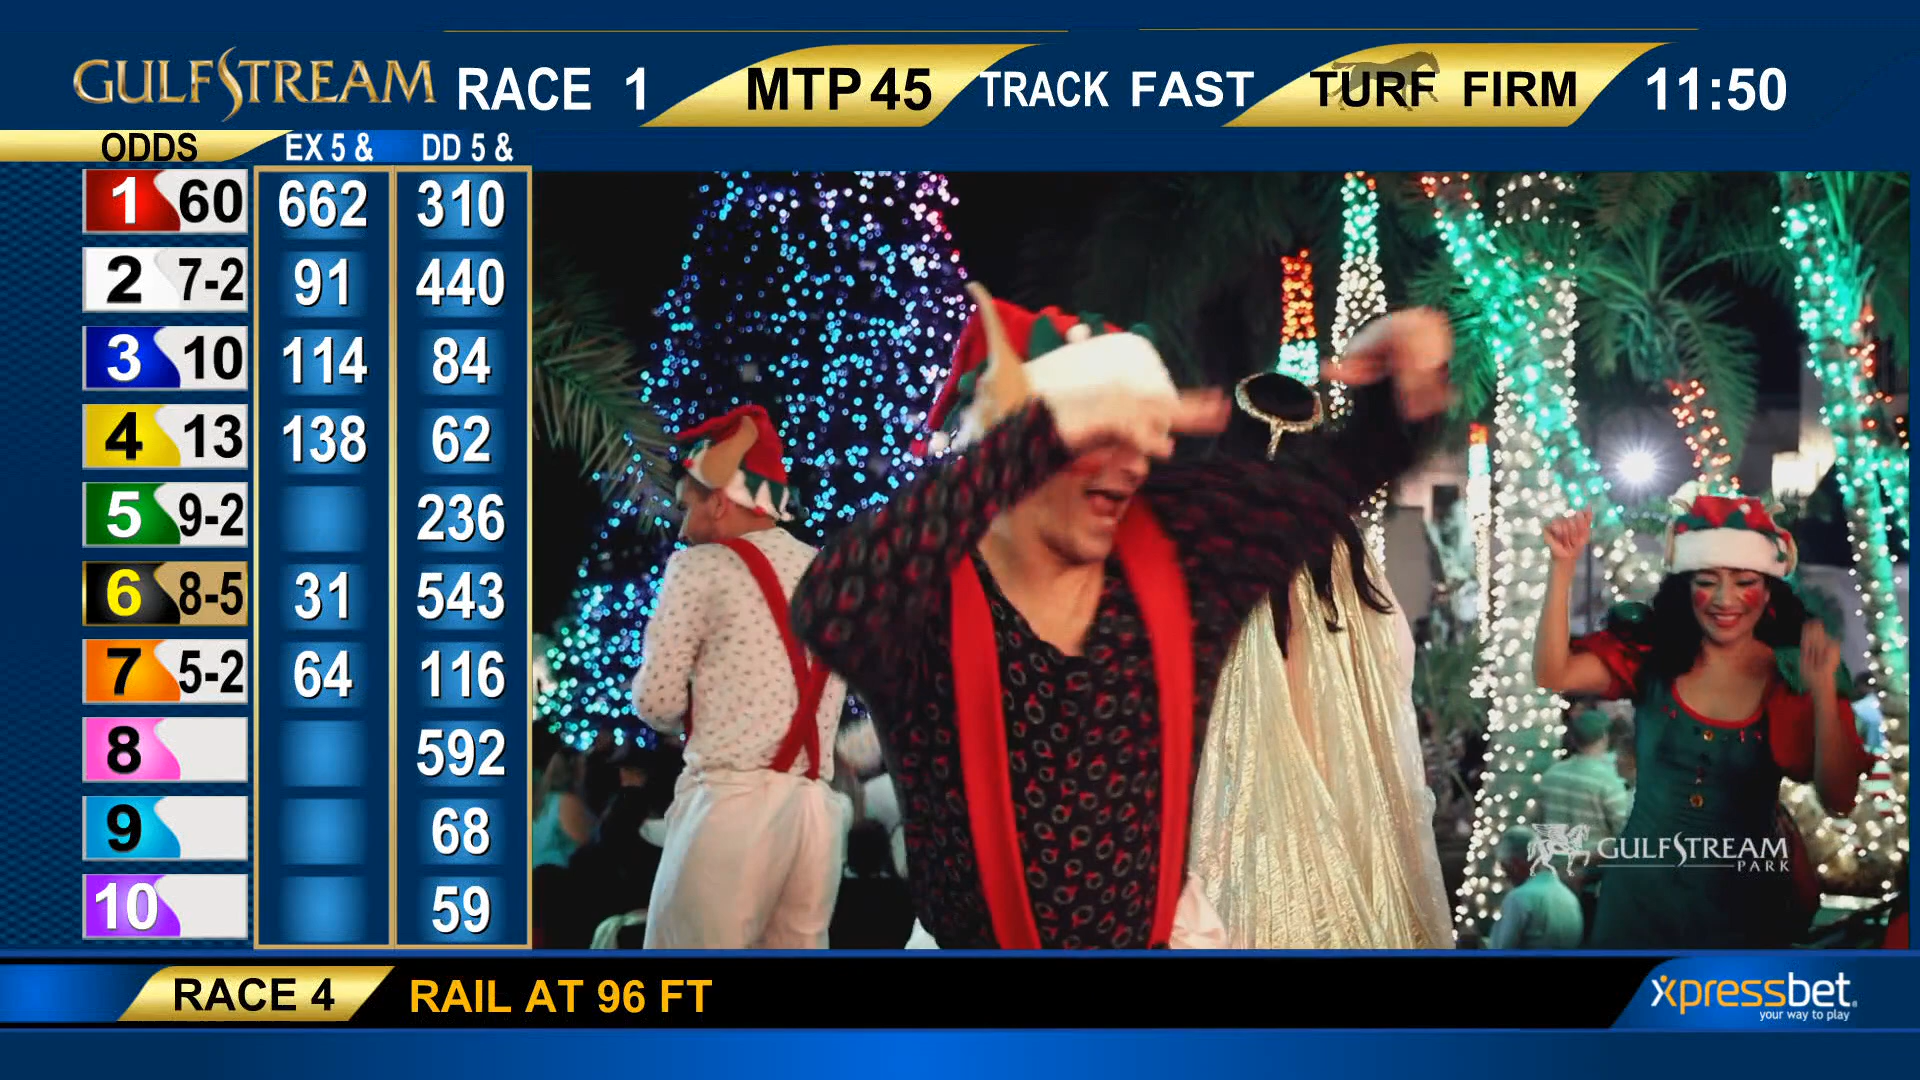 GULFSTREAM RACE 1 MTP 45 TRACK FAST TURF FIRM 11:50
ODDS EX 5 & DD 5 &
1 60 662 310
2 7-2 91 440
3 10 114 84
4 13 138 62
5 9-2 236
6 8-5 31 543
7 5-2 64 116
8 592
9 68
10 59
GULFSTREAM
PARK
RACE 4 RAIL AT 96 FT
xpressbet.
your way to play